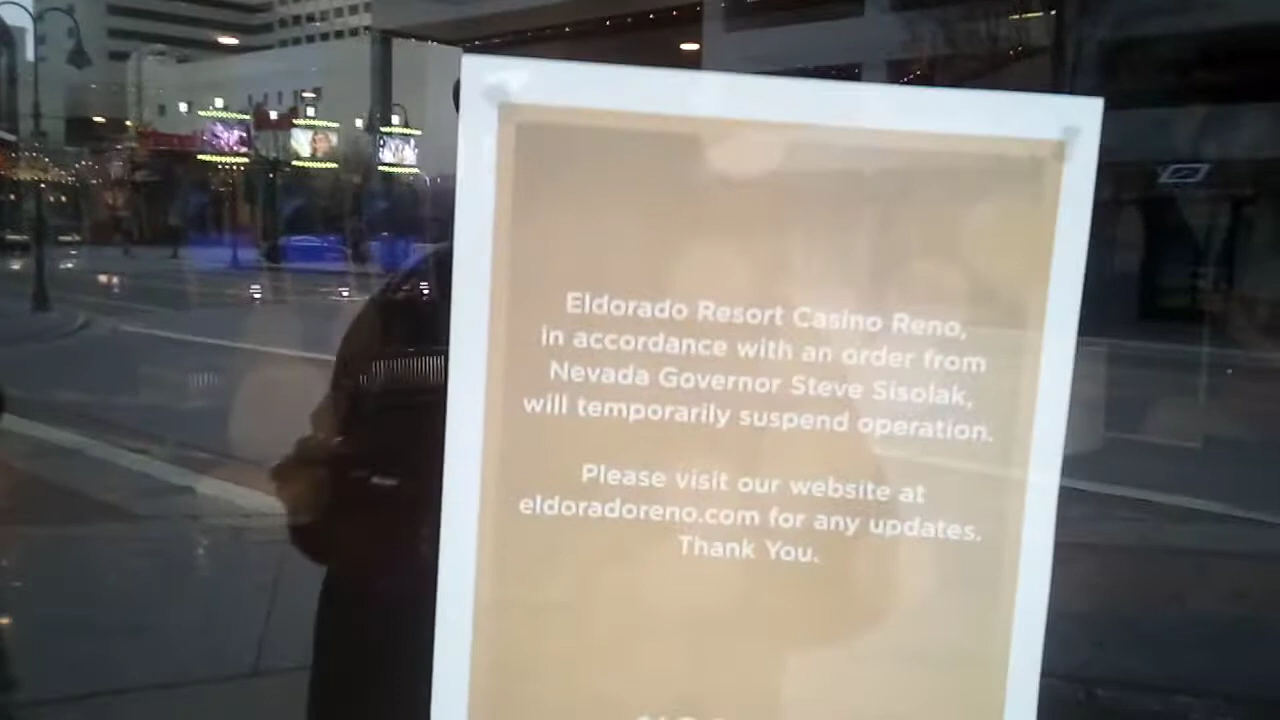 Eldorado Resort Casino Reno,
in accordance with an order from
Nevada Governor Steve Sisolak,
will temporarily suspend operation.
Please visit our website at
eldoradoreno.com for any updates.
Thank You.